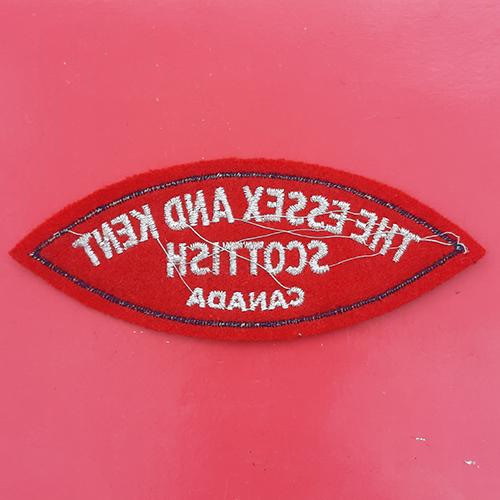 THE ESSEX AND KENT
SCOTTISH
CANADA